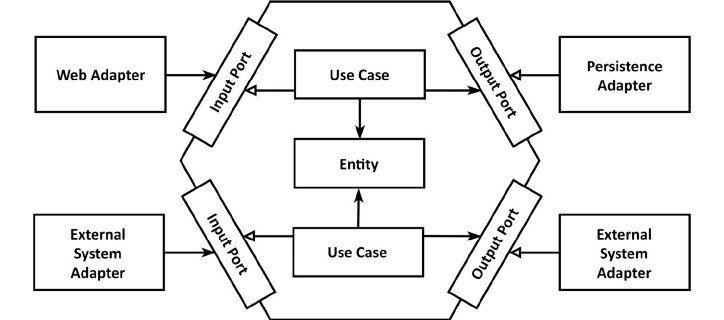 Web Adapter
Input Port
Use Case
Output Port
Persistence
Adapter
Entity
External
System
Adapter
Input Port
Use Case
Output Port
External
System
Adapter